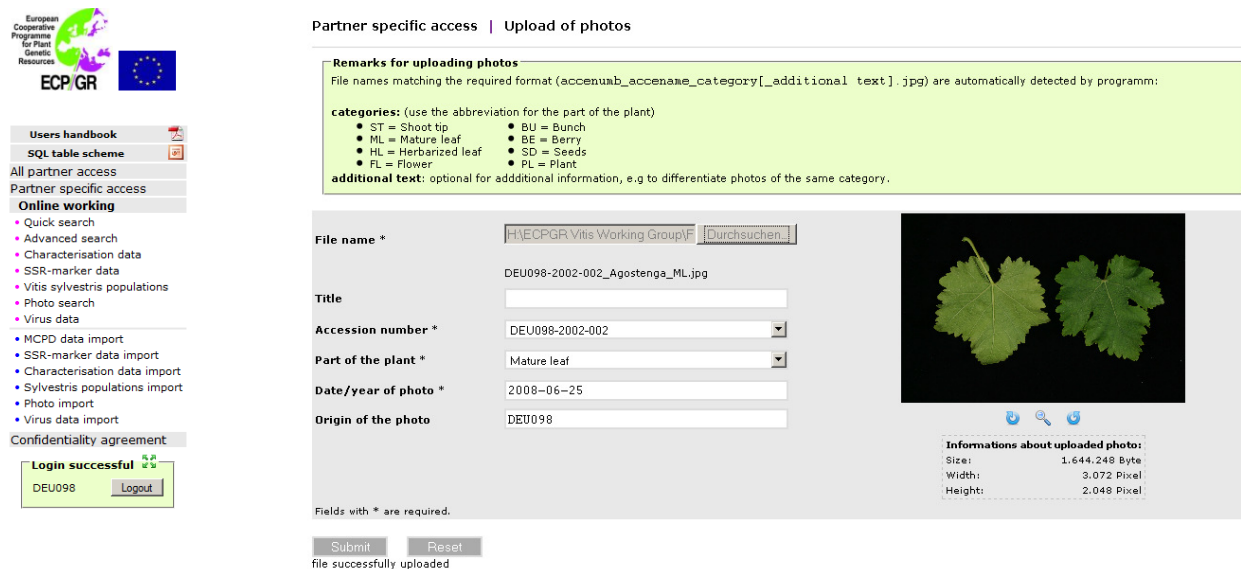 European
Cooperative
Programme
for Plant
Genetic
Resources
ECP/GR
Users handbook
SQL table scheme
All partner access
Partner specific access
Online working
Quick search
Advanced search
Characterisation data
SSR-marker data
Vitis sylvestris populations
Photo search
Virus data
MCPD data import
SSR-marker data import
Characterisation data import
Sylvestris populations import
Photo import
Virus data import
Confidentiality agreement
Login successful
DEU098 Logout
Partner specific access | Upload of photos
Remarks for uploading photos
File names matching the required format (accenumb_accename_category[_additional text].jpg) are automatically detected by programm:
categories: (use the abbreviation for the part of the plant)
ST = Shoot tip BU = Bunch
ML = Mature leaf BE = Berry
HL = Herbarized leaf SD = Seeds
FL = Flower PL = Plant
additional text: optional for addditional information, e.g to differentiate photos of the same category.
File name * H:\ECPGR Vitis Working Group\F Durchsuchen...
DEU098-2002-002_Agostenga_ML.jpg
Title
Accession number * DEU098-2002-002
Part of the plant * Mature leaf
Date/year of photo * 2008-06-25
Origin of the photo DEU098
Informations about uploaded photo:
Size: 1.644.248 Byte
Width: 3.072 Pixel
Height: 2.048 Pixel
Fields with * are required.
Submit Reset
file successfully uploaded